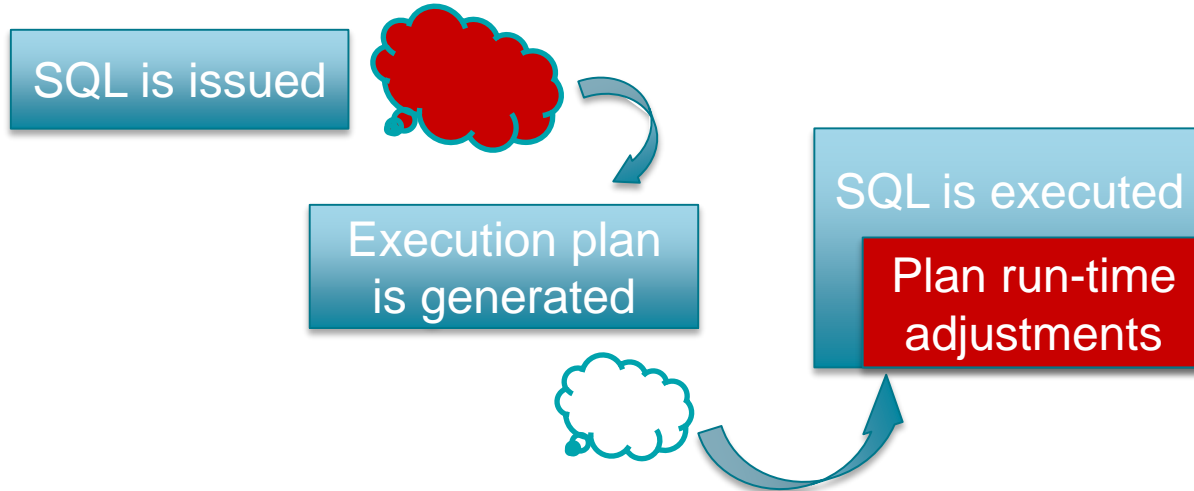 SQL is issued
Execution plan
is generated
SQL is executed
Plan run-time
adjustments